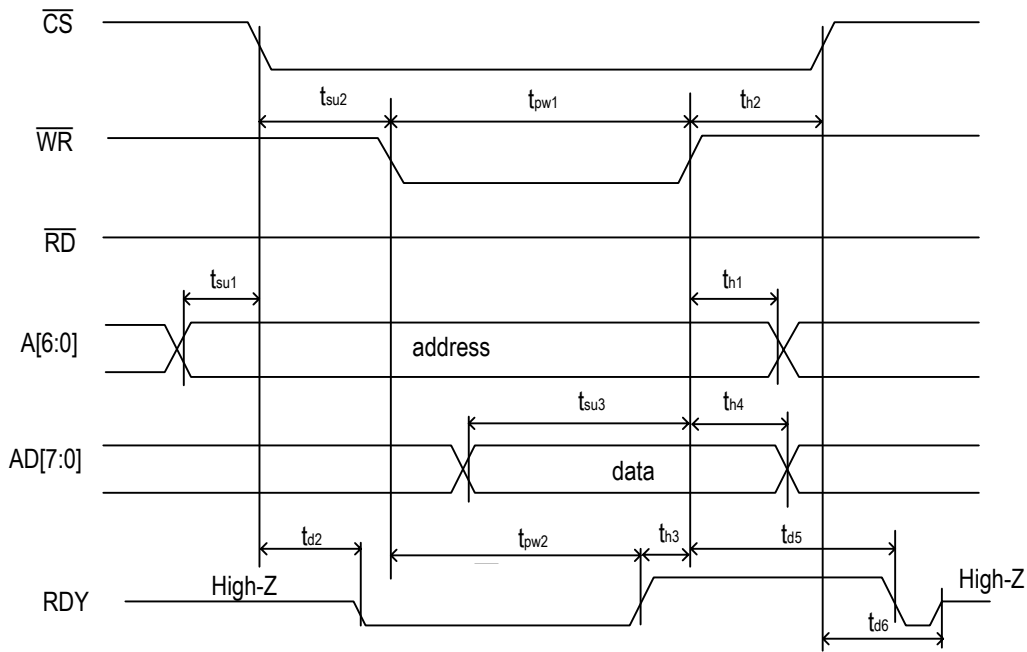 CS
tsu2
tpw1
th2
WR
RD
tsu1
th1
A[6:0]
address
tsu3
th4
AD[7:0]
data
td2
tpw2
th3
td5
High-Z
High-Z
RDY
td6